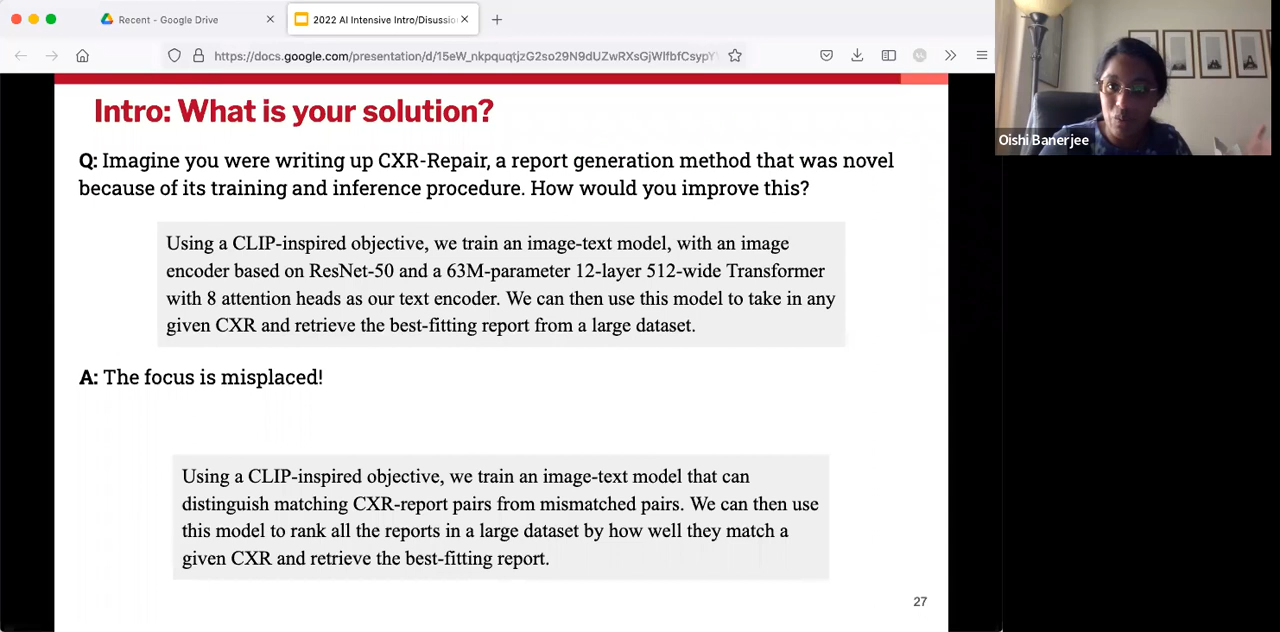 Recent - Google Drive
2022 AI Intensive Intro/Disussio
https://docs.google.com/presentation/d/15eW_nkpquqtjzG2so29N9dUZwRXsGjWlfbfCsypY
Intro: What is your solution?
Q: Imagine you were writing up CXR-Repair, a report generation method that was novel
because of its training and inference procedure. How would you improve this?
Using a CLIP-inspired objective, we train an image-text model, with an image
encoder based on ResNet-50 and a 63M-parameter 12-layer 512-wide Transformer
with 8 attention heads as our text encoder. We can then use this model to take in any
given CXR and retrieve the best-fitting report from a large dataset.
A: The focus is misplaced!
Using a CLIP-inspired objective, we train an image-text model that can
distinguish matching CXR-report pairs from mismatched pairs. We can then use
this model to rank all the reports in a large dataset by how well they match a
given CXR and retrieve the best-fitting report.
27
Oishi Banerjee